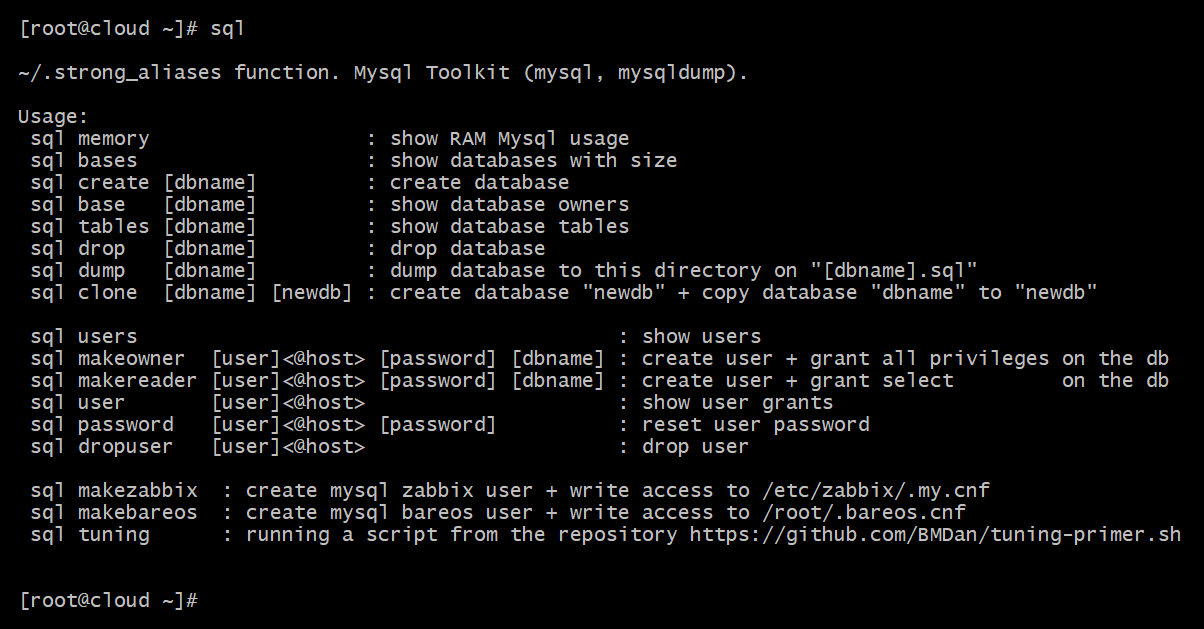 [root@cloud ~]# sql
~/.strong_aliases function. Mysql Toolkit (mysql, mysqldump).
Usage:
 sql memory                  : show RAM Mysql usage
 sql bases                   : show databases with size
 sql create [dbname]         : create database
 sql base   [dbname]         : show database owners
 sql tables [dbname]         : show database tables
 sql drop   [dbname]         : drop database
 sql dump   [dbname]         : dump database to this directory on "[dbname].sql"
 sql clone  [dbname] [newdb] : create database "newdb" + copy database "dbname" to "newdb"
 sql users                                        : show users
 sql makeowner  [user]<@host> [password] [dbname] : create user + grant all privileges on the db
 sql makereader [user]<@host> [password] [dbname] : create user + grant select         on the db
 sql user       [user]<@host>                     : show user grants
 sql password   [user]<@host> [password]          : reset user password
 sql dropuser   [user]<@host>                     : drop user
 sql makezabbix  : create mysql zabbix user + write access to /etc/zabbix/.my.cnf
 sql makebareos  : create mysql bareos user + write access to /root/.bareos.cnf
 sql tuning      : running a script from the repository https://github.com/BMDan/tuning-primer.sh
[root@cloud ~]#